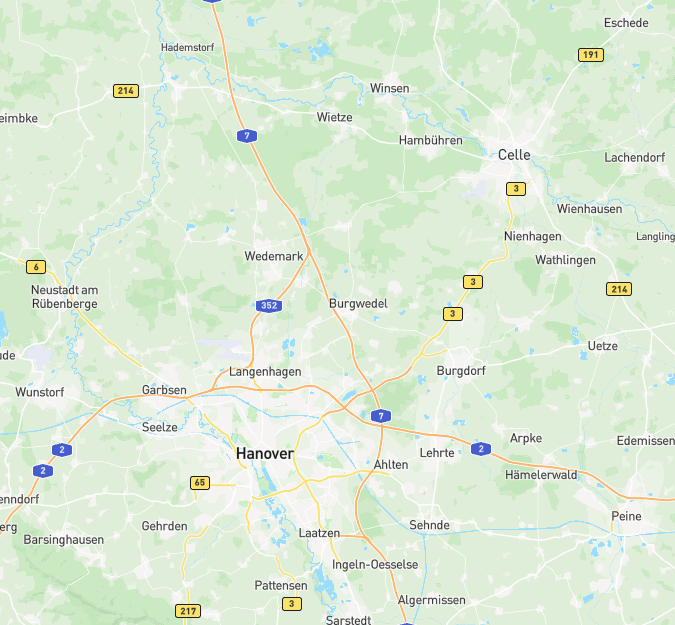 Eschede
Hademstorf
191
214
Winsen
eimbke
Wietze
7
Hambühren
Celle
Lachendorf
3
Wienhausen
Nienhagen
Langling
Wedemark
Wathlingen
6
3
Neustadt am
Rübenberge
214
352
Burgwedel
3
Uetze
ude
Langenhagen
Burgdorf
Wunstorf
Garbsen
7
Seelze
Arpke
Edemissen
2
Hanover
Lehrte
2
2
Ahlten
Hämelerwald
65
enndorf
Peine
erg
Gehrden
Sehnde
Barsinghausen
Laatzen
Ingeln-Oesselse
Pattensen
3
Algermissen
217
Sarstedt